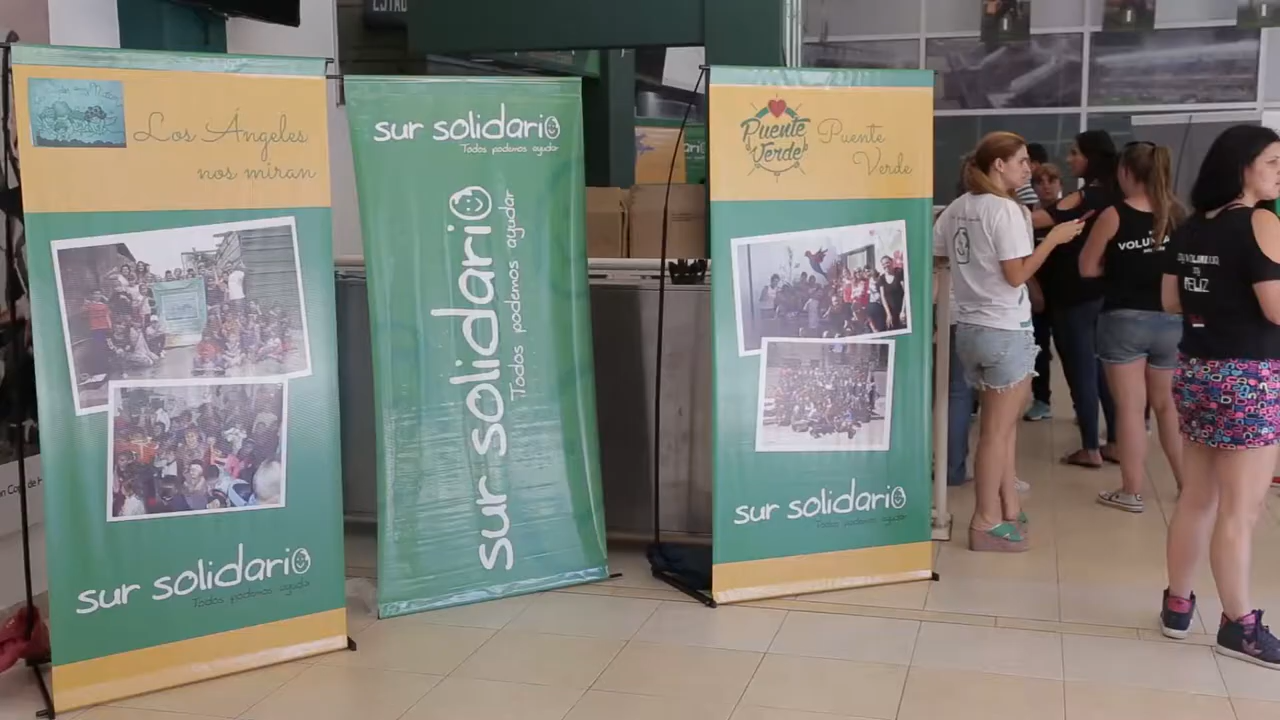 Los Ángeles
nos miran
sur solidario
Todos podemos ayudar
sur solidario
Todos podemos ayudar
sur solidario
Todos podemos ayudar
Puente
Verde
Puente
Verde
sur solidario
Todos podemos ayudar
FELIZ